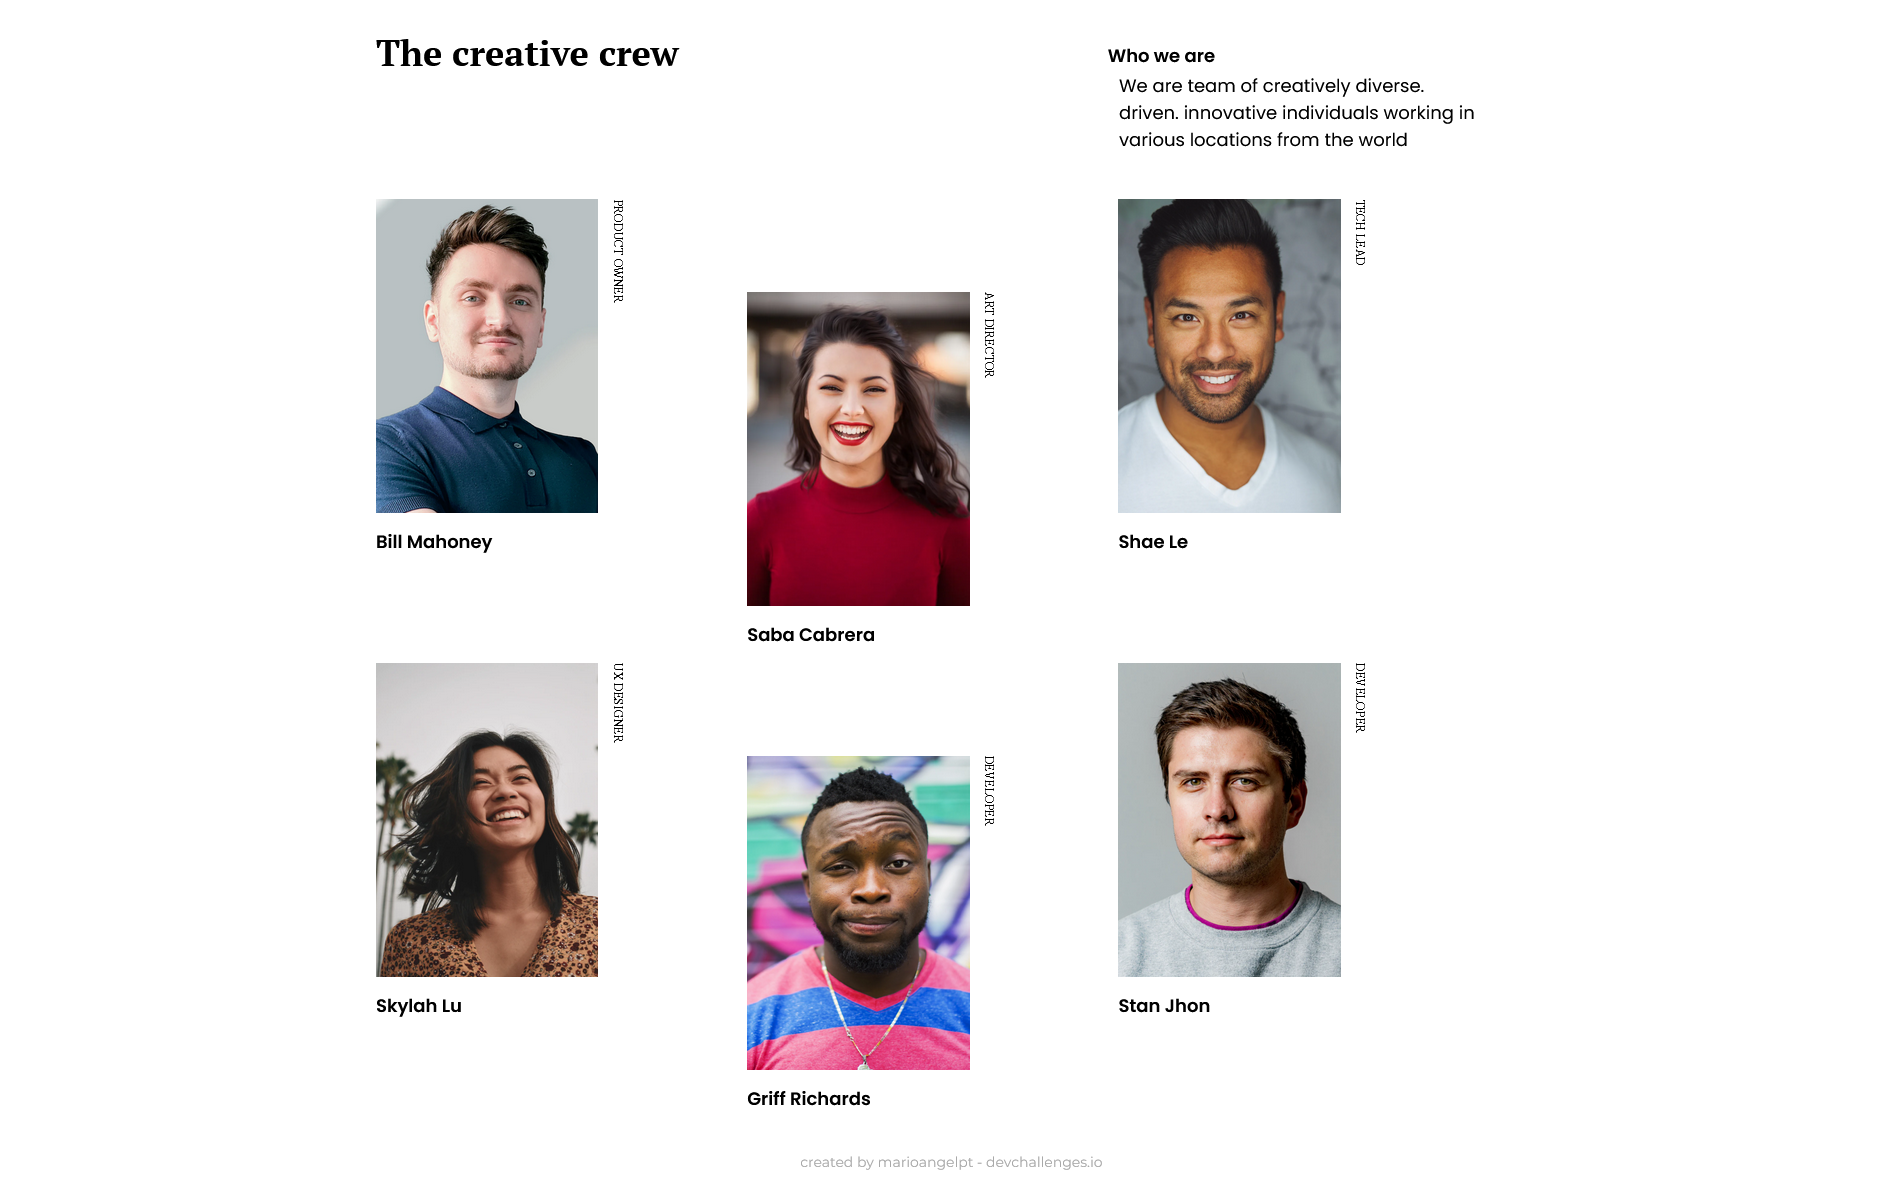 The creative crew
Who we are
We are team of creatively diverse.
driven. innovative individuals working in
various locations from the world
PRODUCT OWNER
Bill Mahoney
ART DIRECTOR
Saba Cabrera
TECH LEAD
Shae Le
UX DESIGNER
Skylah Lu
DEVELOPER
Griff Richards
DEVELOPER
Stan Jhon
created by marioangelpt - devchallenges.io